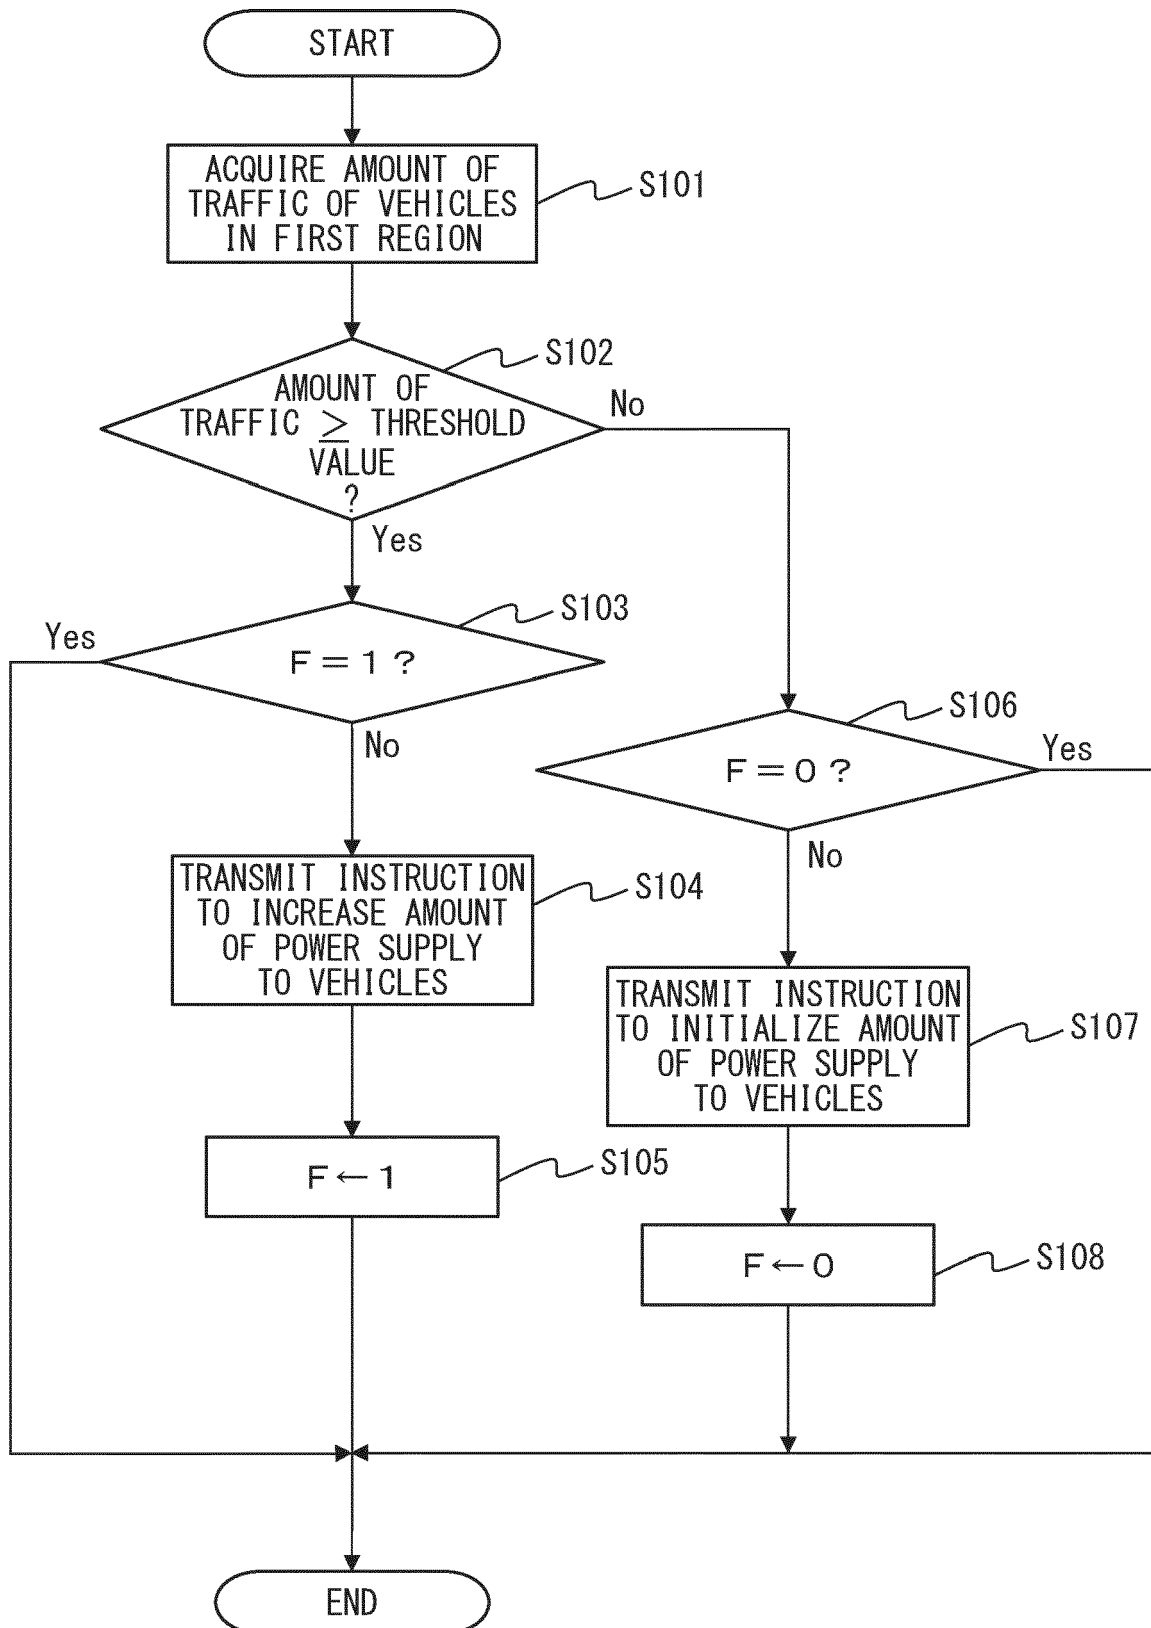 START
ACQUIRE AMOUNT OF
TRAFFIC OF VEHICLES
IN FIRST REGION
S101
S102
AMOUNT OF
TRAFFIC ≥ THRESHOLD
VALUE
?
No
Yes
S103
Yes
F=1?
No
S106
F=0?
Yes
No
TRANSMIT INSTRUCTION
TO INCREASE AMOUNT
OF POWER SUPPLY
TO VEHICLES
S104
TRANSMIT INSTRUCTION
TO INITIALIZE AMOUNT
OF POWER SUPPLY
TO VEHICLES
S107
F←1
S105
F←0
S108
END